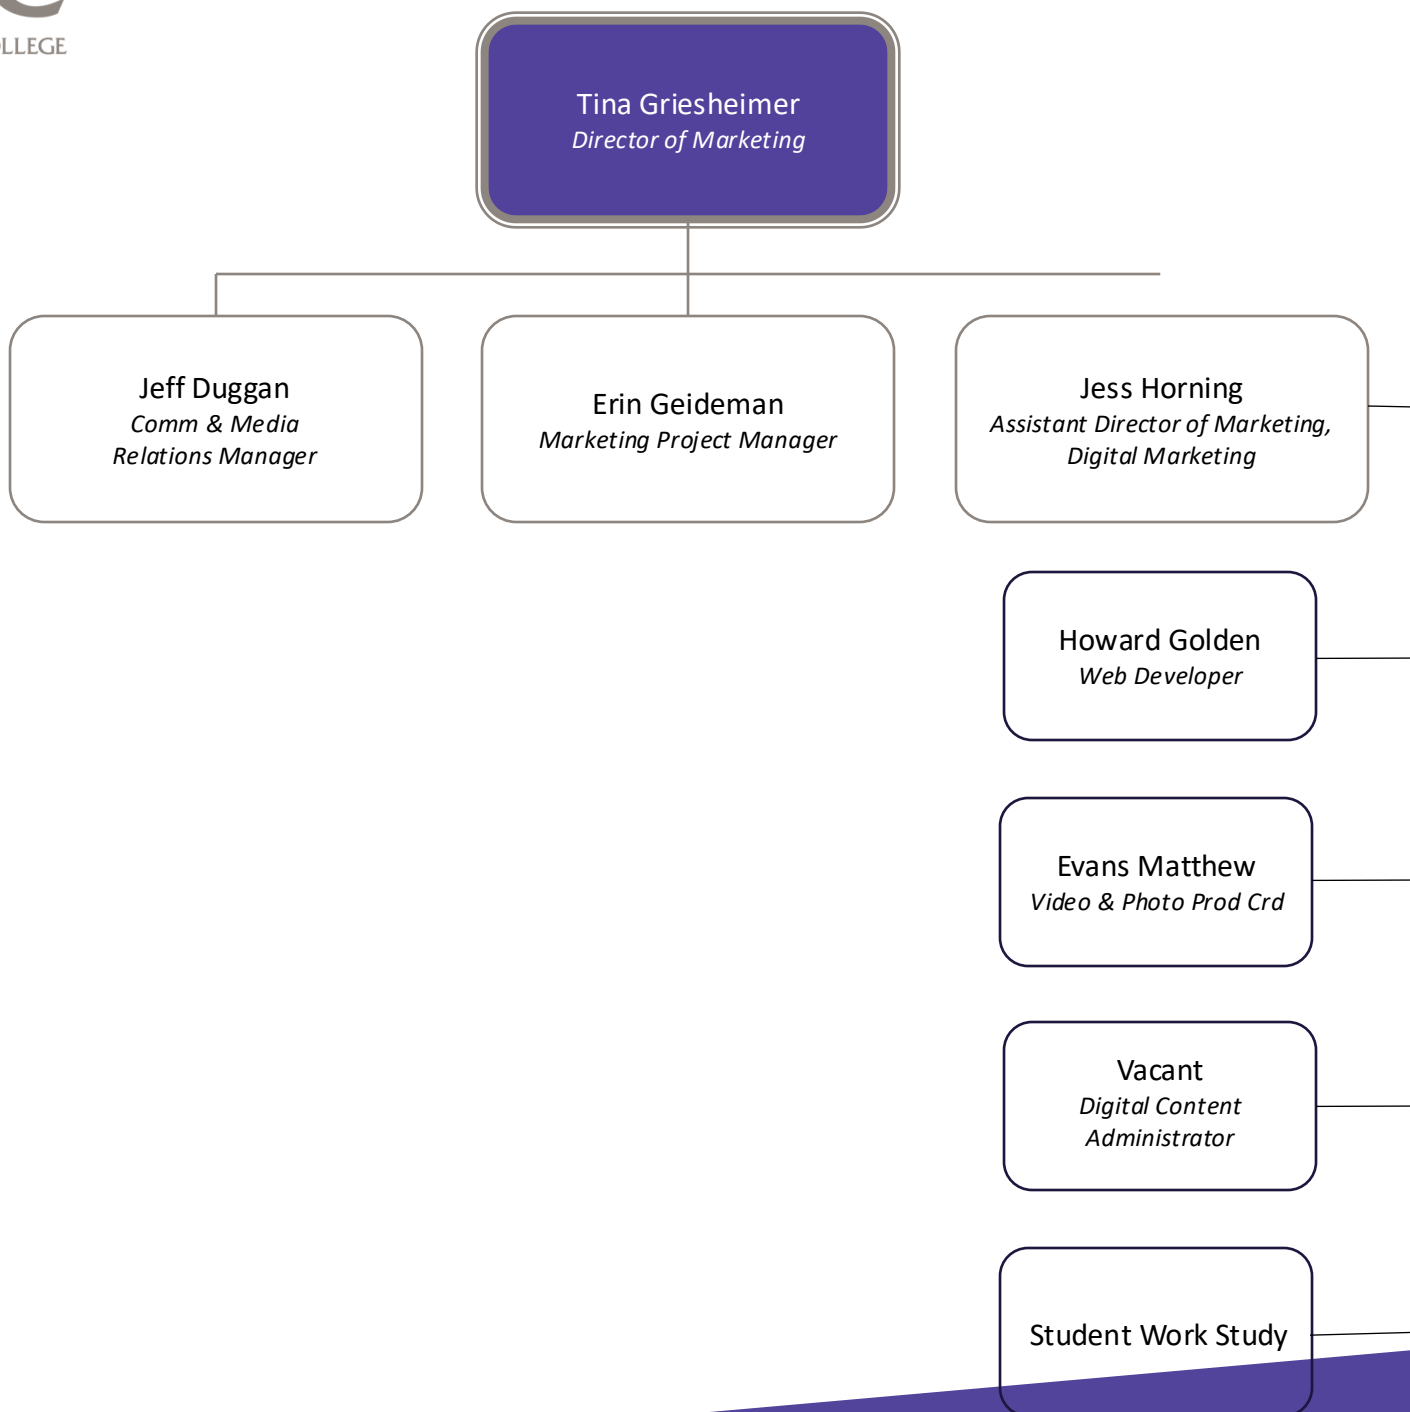 Tina Griesheimer
Director of Marketing
Jeff Duggan
Comm & Media
Relations Manager
Erin Geideman
Marketing Project Manager
Jess Horning
Assistant Director of Marketing,
Digital Marketing
Howard Golden
Web Developer
Evans Matthew
Video & Photo Prod Crd
Vacant
Digital Content
Administrator
Student Work Study